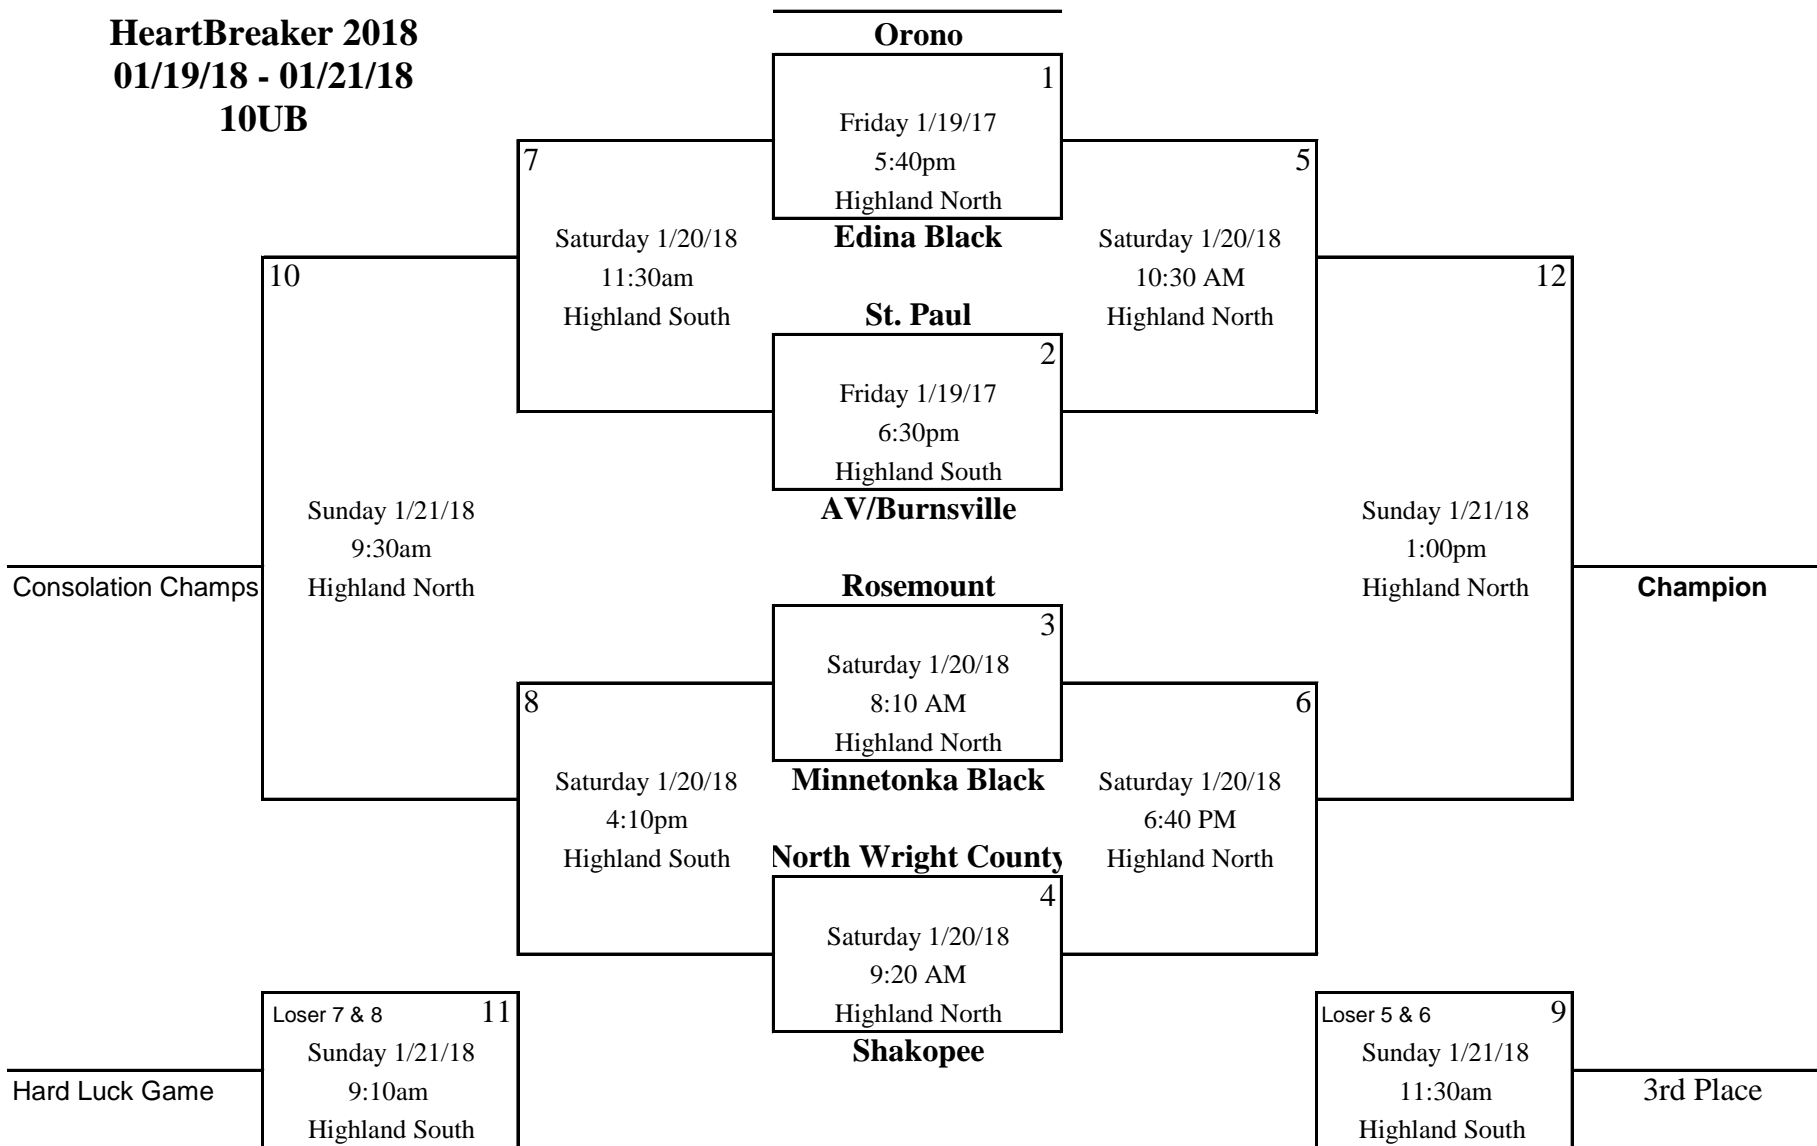 HeartBreaker 2018
01/19/18 - 01/21/18
10UB
Orono
1
Friday 1/19/17
5:40pm
Highland North
Edina Black
7
Saturday 1/20/18
11:30am
Highland South
5
Saturday 1/20/18
10:30 AM
Highland North
St. Paul
2
Friday 1/19/17
6:30pm
Highland South
AV/Burnsville
10
Sunday 1/21/18
9:30am
Highland North
Consolation Champs
12
Sunday 1/21/18
1:00pm
Highland North
Champion
Rosemount
3
Saturday 1/20/18
8:10 AM
Highland North
Minnetonka Black
8
Saturday 1/20/18
4:10pm
Highland South
6
Saturday 1/20/18
6:40 PM
Highland North
North Wright County
4
Saturday 1/20/18
9:20 AM
Highland North
Shakopee
Loser 7 & 8
11
Sunday 1/21/18
9:10am
Highland South
Hard Luck Game
Loser 5 & 6
9
Sunday 1/21/18
11:30am
Highland South
3rd Place